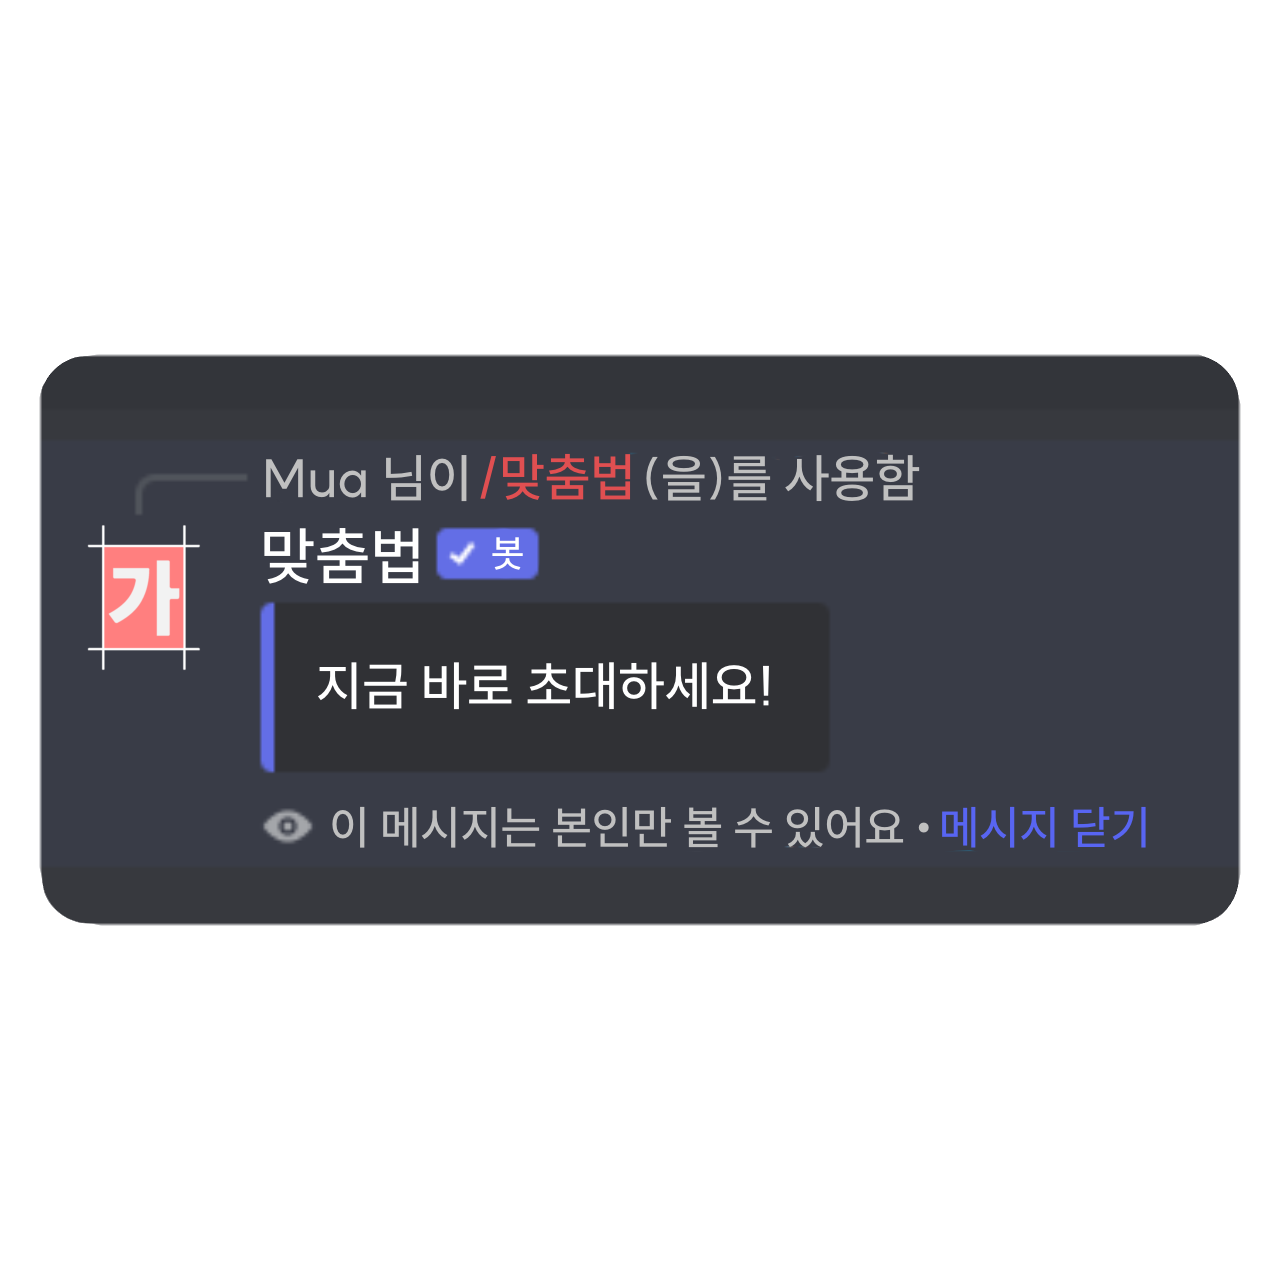 Mua 님이 /맞춤법 (을)를 사용함
가
맞춤법 봇
지금 바로 초대하세요!
이 메시지는 본인만 볼 수 있어요 • 메시지 닫기